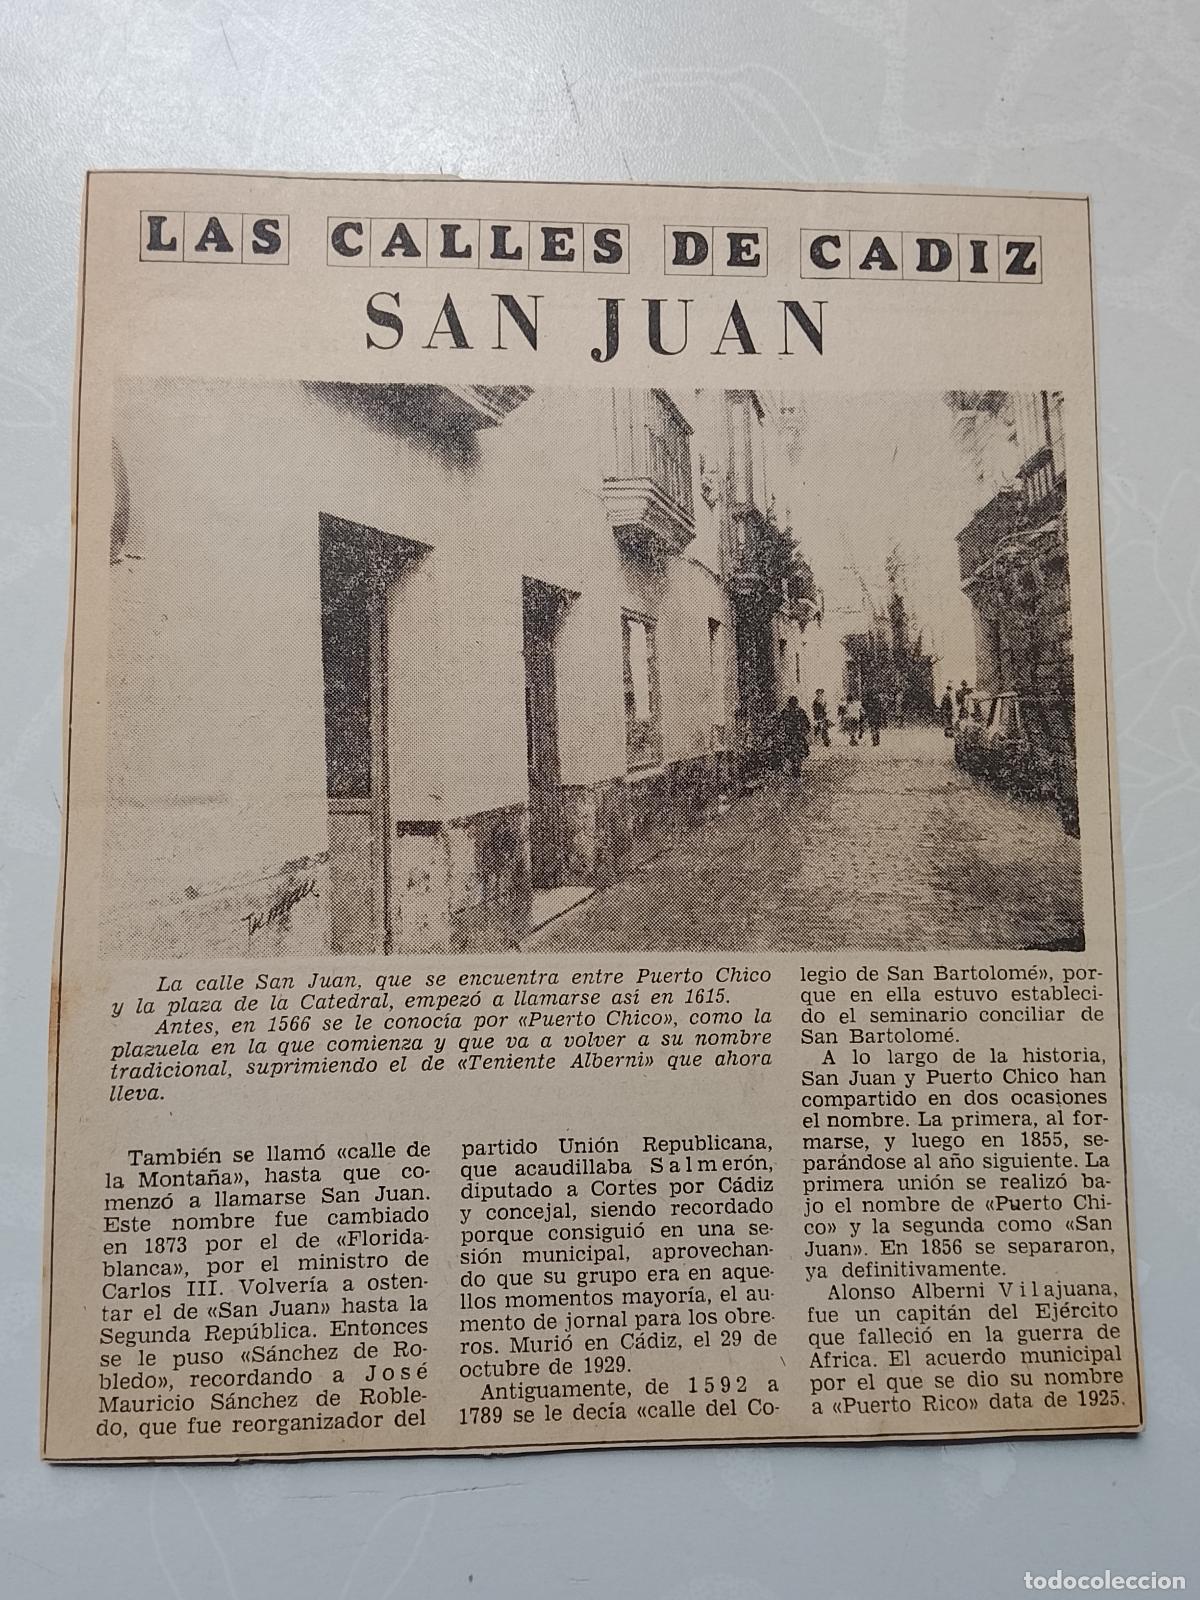 LAS CALLES DE CADIZ
SAN JUAN
La calle San Juan, que se encuentra entre Puerto Chico
y la plaza de la Catedral, empezó a llamarse así en 1615.
Antes, en 1566 se le conocía por «Puerto Chico», como la
plazuela en la que comienza y que va a volver a su nombre
tradicional, suprimiendo el de «Teniente Alberni» que ahora
lleva.
También se llamó «calle de
la Montaña», hasta que co-
menzó a llamarse San Juan.
Este nombre fue cambiado
en 1873 por el de «Florida-
blanca», por el ministro de
Carlos III. Volvería a osten-
tar el de «San Juan» hasta la
Segunda República. Entonces
se le puso «Sánchez de Ro-
bledo», recordando a José
Mauricio Sánchez de Roble-
do, que fue reorganizador del
partido Unión Republicana,
que acaudillaba Salmerón,
diputado a Cortes por Cádiz
y concejal, siendo recordado
porque consiguió en una se-
sión municipal, aprovechan-
do que su grupo era en aque-
llos momentos mayoría, el au-
mento de jornal para los obre-
ros. Murió en Cádiz, el 29 de
octubre de 1929.
Antiguamente, de 1592 a
1789 se le decía «calle del Co-
legio de San Bartolomé», por-
que en ella estuvo estableci-
do el seminario conciliar de
San Bartolomé.
A lo largo de la historia,
San Juan y Puerto Chico han
compartido en dos ocasiones
el nombre. La primera, al for-
marse, y luego en 1855, se-
parándose al año siguiente. La
primera unión se realizó ba-
jo el nombre de «Puerto Chi-
co» y la segunda como «San
Juan». En 1856 se separaron,
ya definitivamente.
Alonso Alberni Vilajuana,
fue un capitán del Ejército
que falleció en la guerra de
Africa. El acuerdo municipal
por el que se dio su nombre
a «Puerto Rico» data de 1925.
todocoleccion